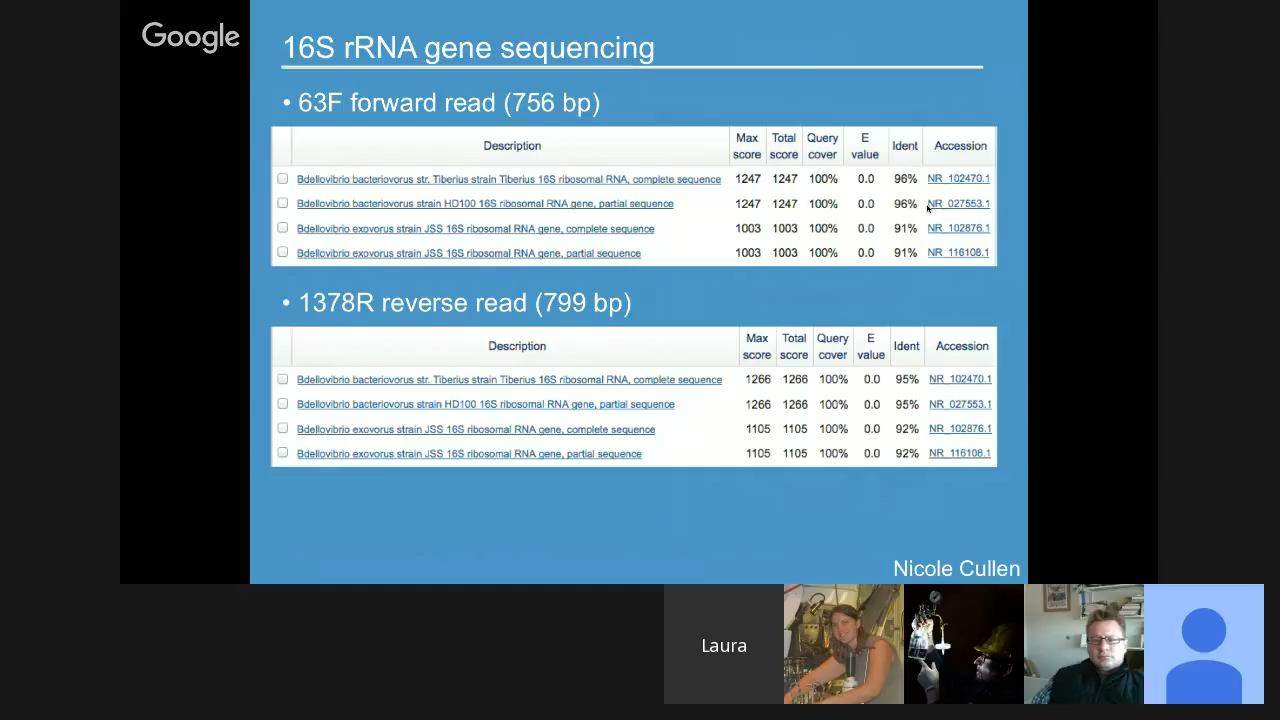 Google
16S rRNA gene sequencing
• 63F forward read (756 bp)
Description Max score Total score Query cover E value Ident Accession
Bdellovibrio bacteriovorus str. Tiberius strain Tiberius 16S ribosomal RNA, complete sequence 1247 1247 100% 0.0 96% NR_102470.1
Bdellovibrio bacteriovorus strain HD100 16S ribosomal RNA gene, partial sequence 1247 1247 100% 0.0 96% NR_027553.1
Bdellovibrio exovorus strain JSS 16S ribosomal RNA gene, complete sequence 1003 1003 100% 0.0 91% NR_102876.1
Bdellovibrio exovorus strain JSS 16S ribosomal RNA gene, partial sequence 1003 1003 100% 0.0 91% NR_116108.1
• 1378R reverse read (799 bp)
Description Max score Total score Query cover E value Ident Accession
Bdellovibrio bacteriovorus str. Tiberius strain Tiberius 16S ribosomal RNA, complete sequence 1266 1266 100% 0.0 95% NR_102470.1
Bdellovibrio bacteriovorus strain HD100 16S ribosomal RNA gene, partial sequence 1266 1266 100% 0.0 95% NR_027553.1
Bdellovibrio exovorus strain JSS 16S ribosomal RNA gene, complete sequence 1105 1105 100% 0.0 92% NR_102876.1
Bdellovibrio exovorus strain JSS 16S ribosomal RNA gene, partial sequence 1105 1105 100% 0.0 92% NR_116108.1
Nicole Cullen
Laura